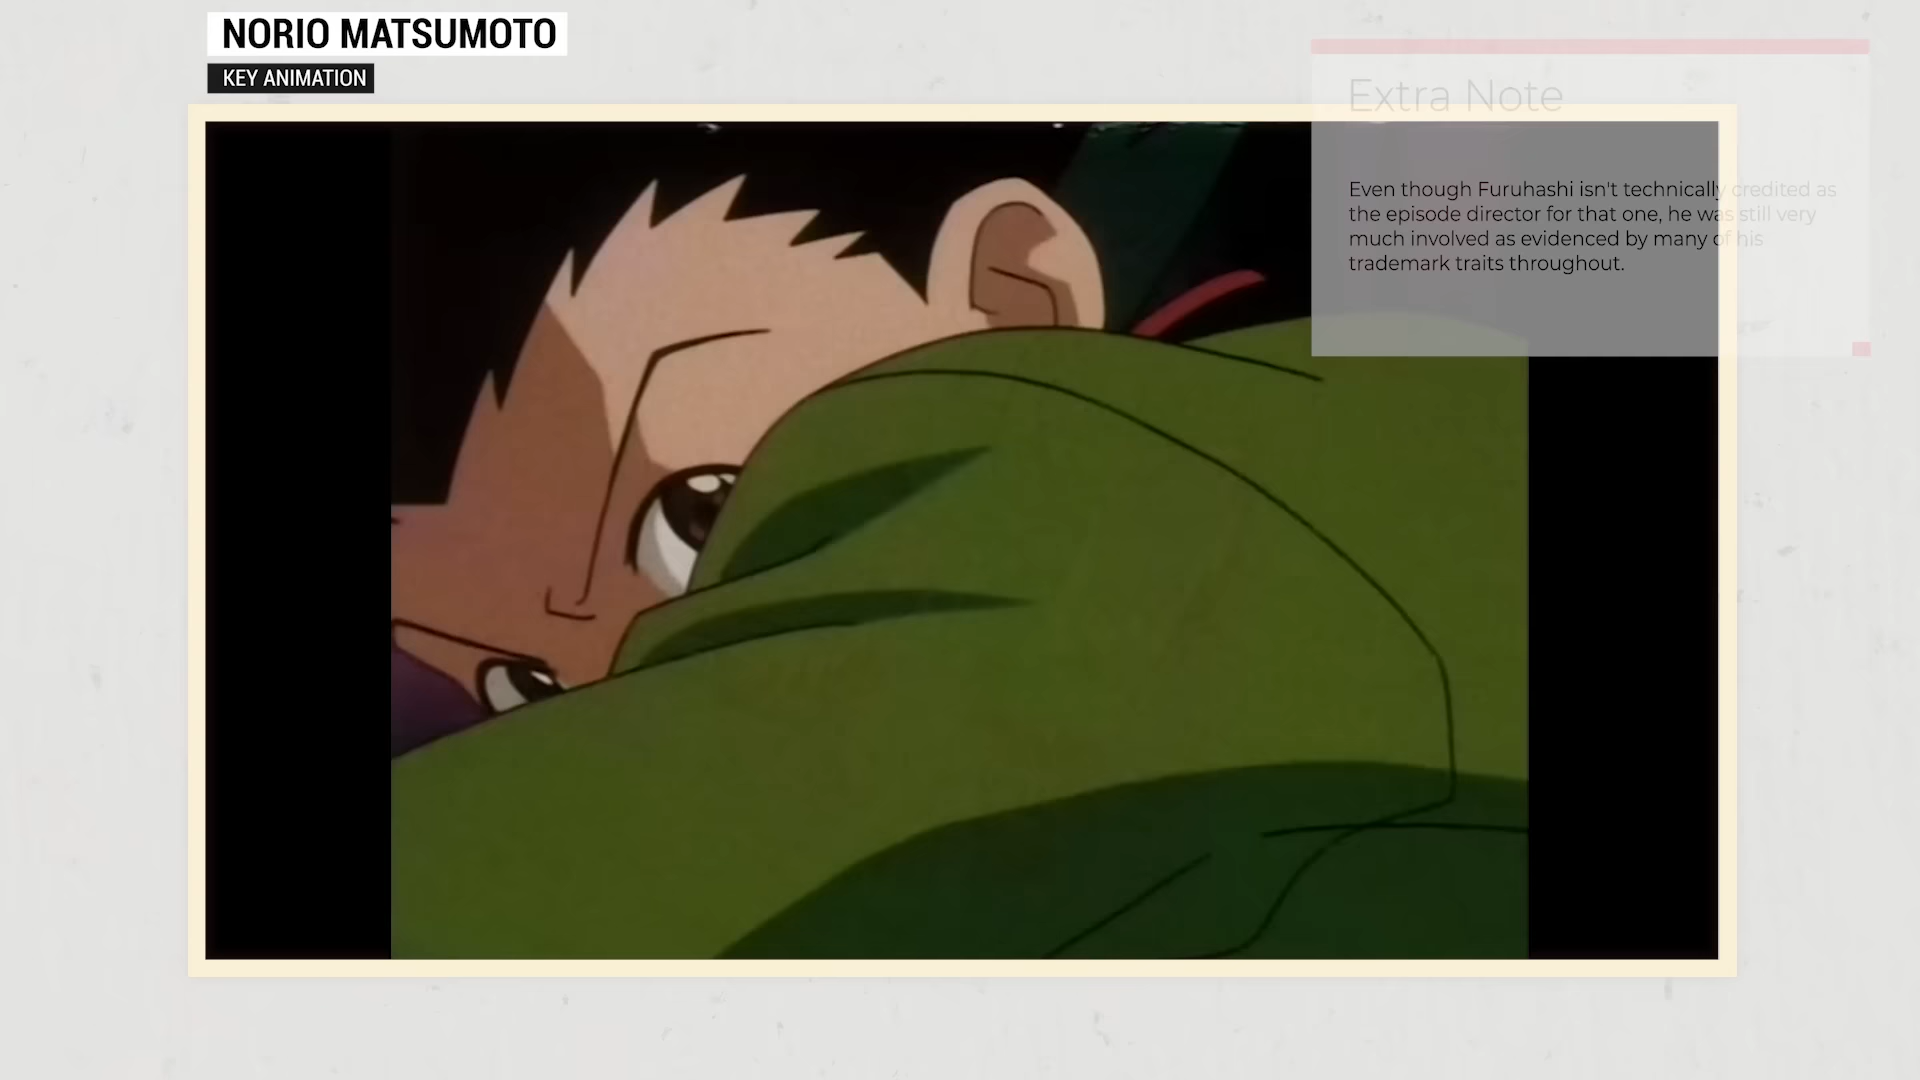 NORIO MATSUMOTO
KEY ANIMATION
Extra Note
Even though Furuhashi isn't technically credited as
the episode director for that one, he was still very
much involved as evidenced by many of his
trademark traits throughout.